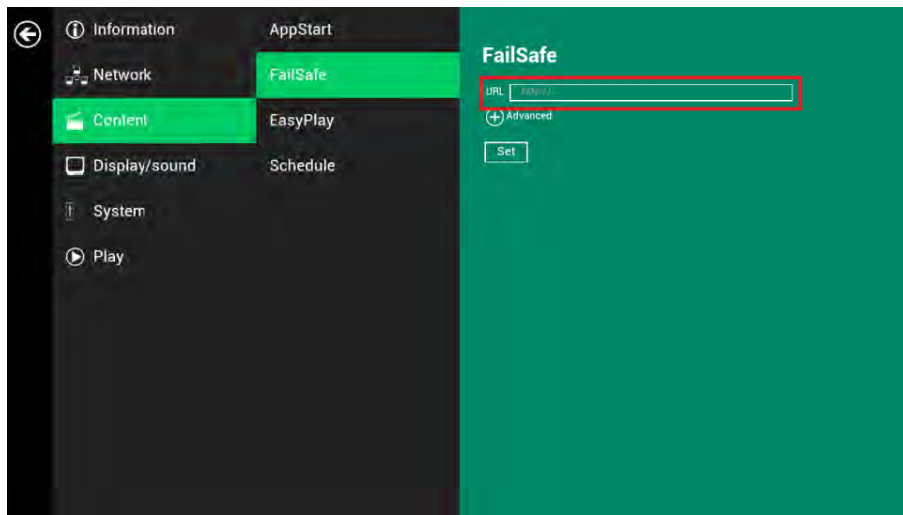 Information
Network
Content
Display/sound
System
Play
AppStart
FailSafe
EasyPlay
Schedule
FailSafe
URL
Advanced
Set